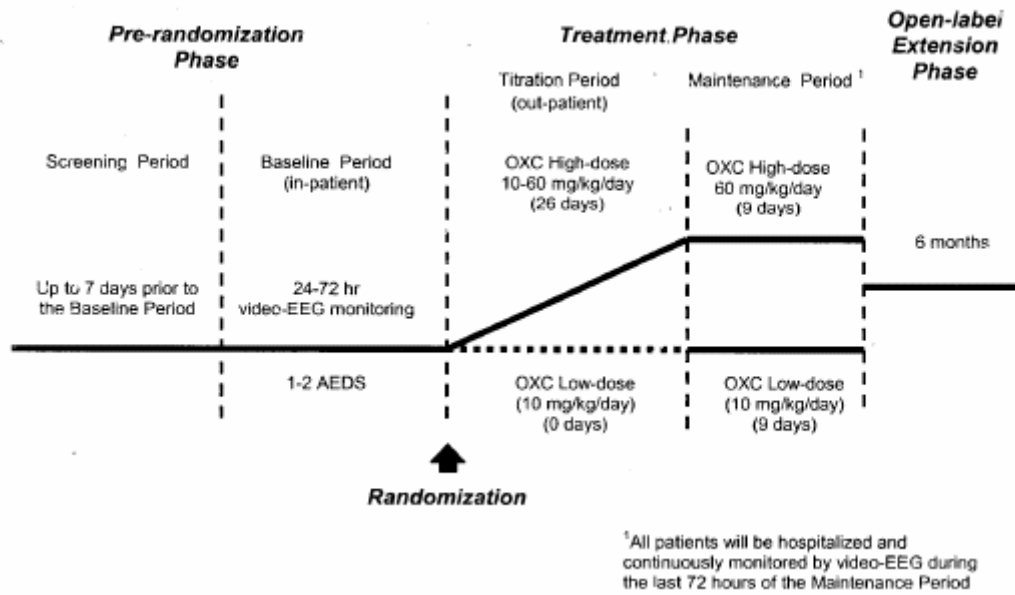 Pre-randomization
Phase
Treatment Phase
Open-label
Extension
Phase
Titration Period
(out-patient)
Maintenance Period 1
Screening Period
Baseline Period
(in-patient)
OXC High-dose
10-60 mg/kg/day
(26 days)
OXC High-dose
60 mg/kg/day
(9 days)
6 months
Up to 7 days prior to
the Baseline Period
24-72 hr
video-EEG monitoring
1-2 AEDS
OXC Low-dose
(10 mg/kg/day)
(0 days)
OXC Low-dose
(10 mg/kg/day)
(9 days)
Randomization
1All patients will be hospitalized and
continuously monitored by video-EEG during
the last 72 hours of the Maintenance Period